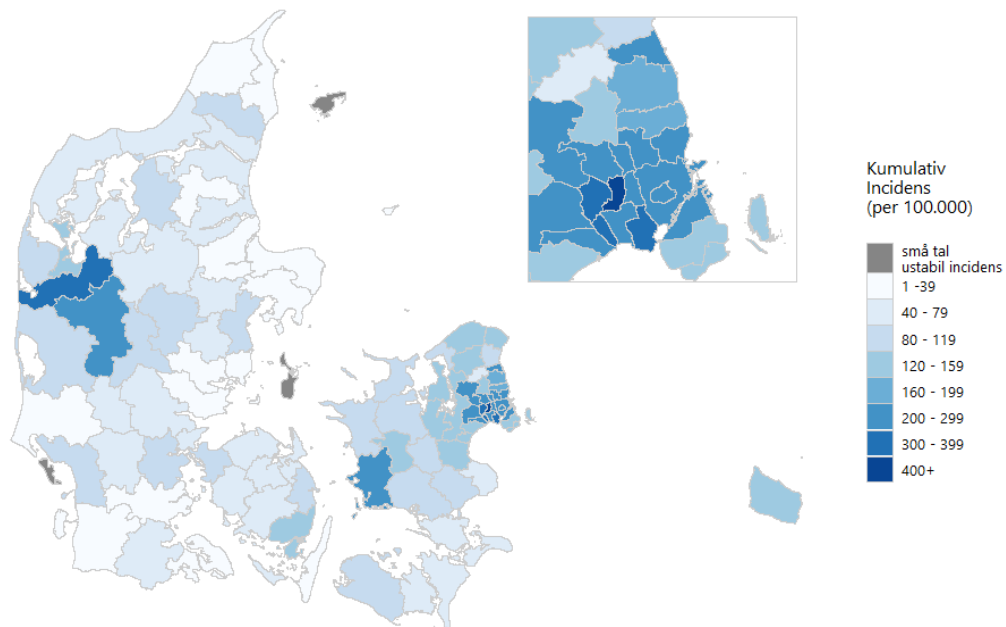 Kumulativ
Incidens
(per 100.000)
små tal
ustabil incidens
1 -39
40 - 79
80 - 119
120 - 159
160 - 199
200 - 299
300 - 399
400+